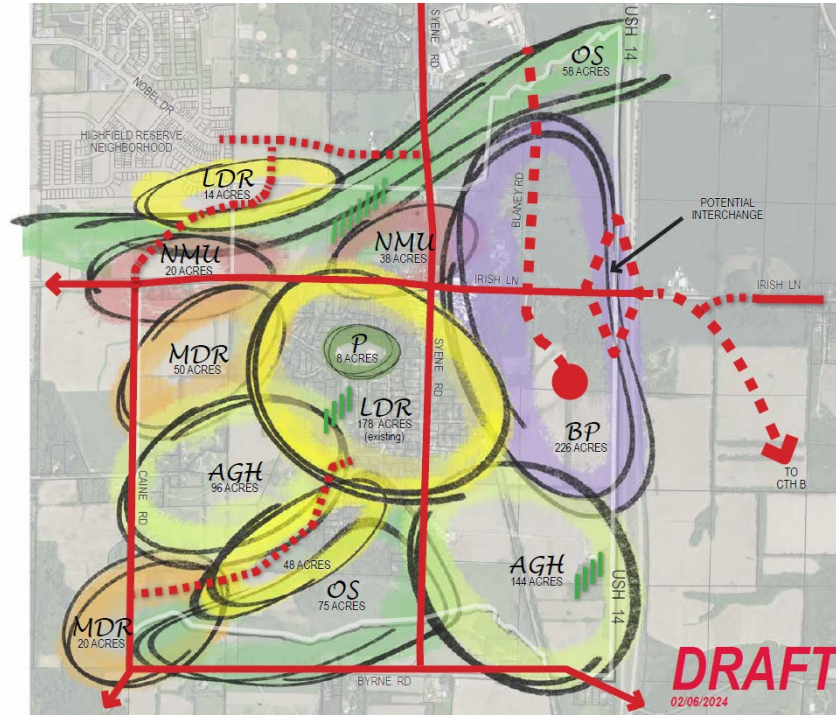 SYENE RD
USH 14
OS
58 ACRES
NOBEL DR
HIGHFIELD RESERVE
NEIGHBORHOOD
LDR
14 ACRES
BLANEY RD
POTENTIAL
INTERCHANGE
NMU
20 ACRES
NMU
38 ACRES
IRISH LN
IRISH LN
P
8 ACRES
SYENE RD
MDR
50 ACRES
LDR
178 ACRES
(existing)
BP
226 ACRES
CAINE RD
AGH
96 ACRES
TO
CTH B
48 ACRES
OS
75 ACRES
AGH
144 ACRES
USH 14
MDR
20 ACRES
BYRNE RD
DRAFT
02/06/2024